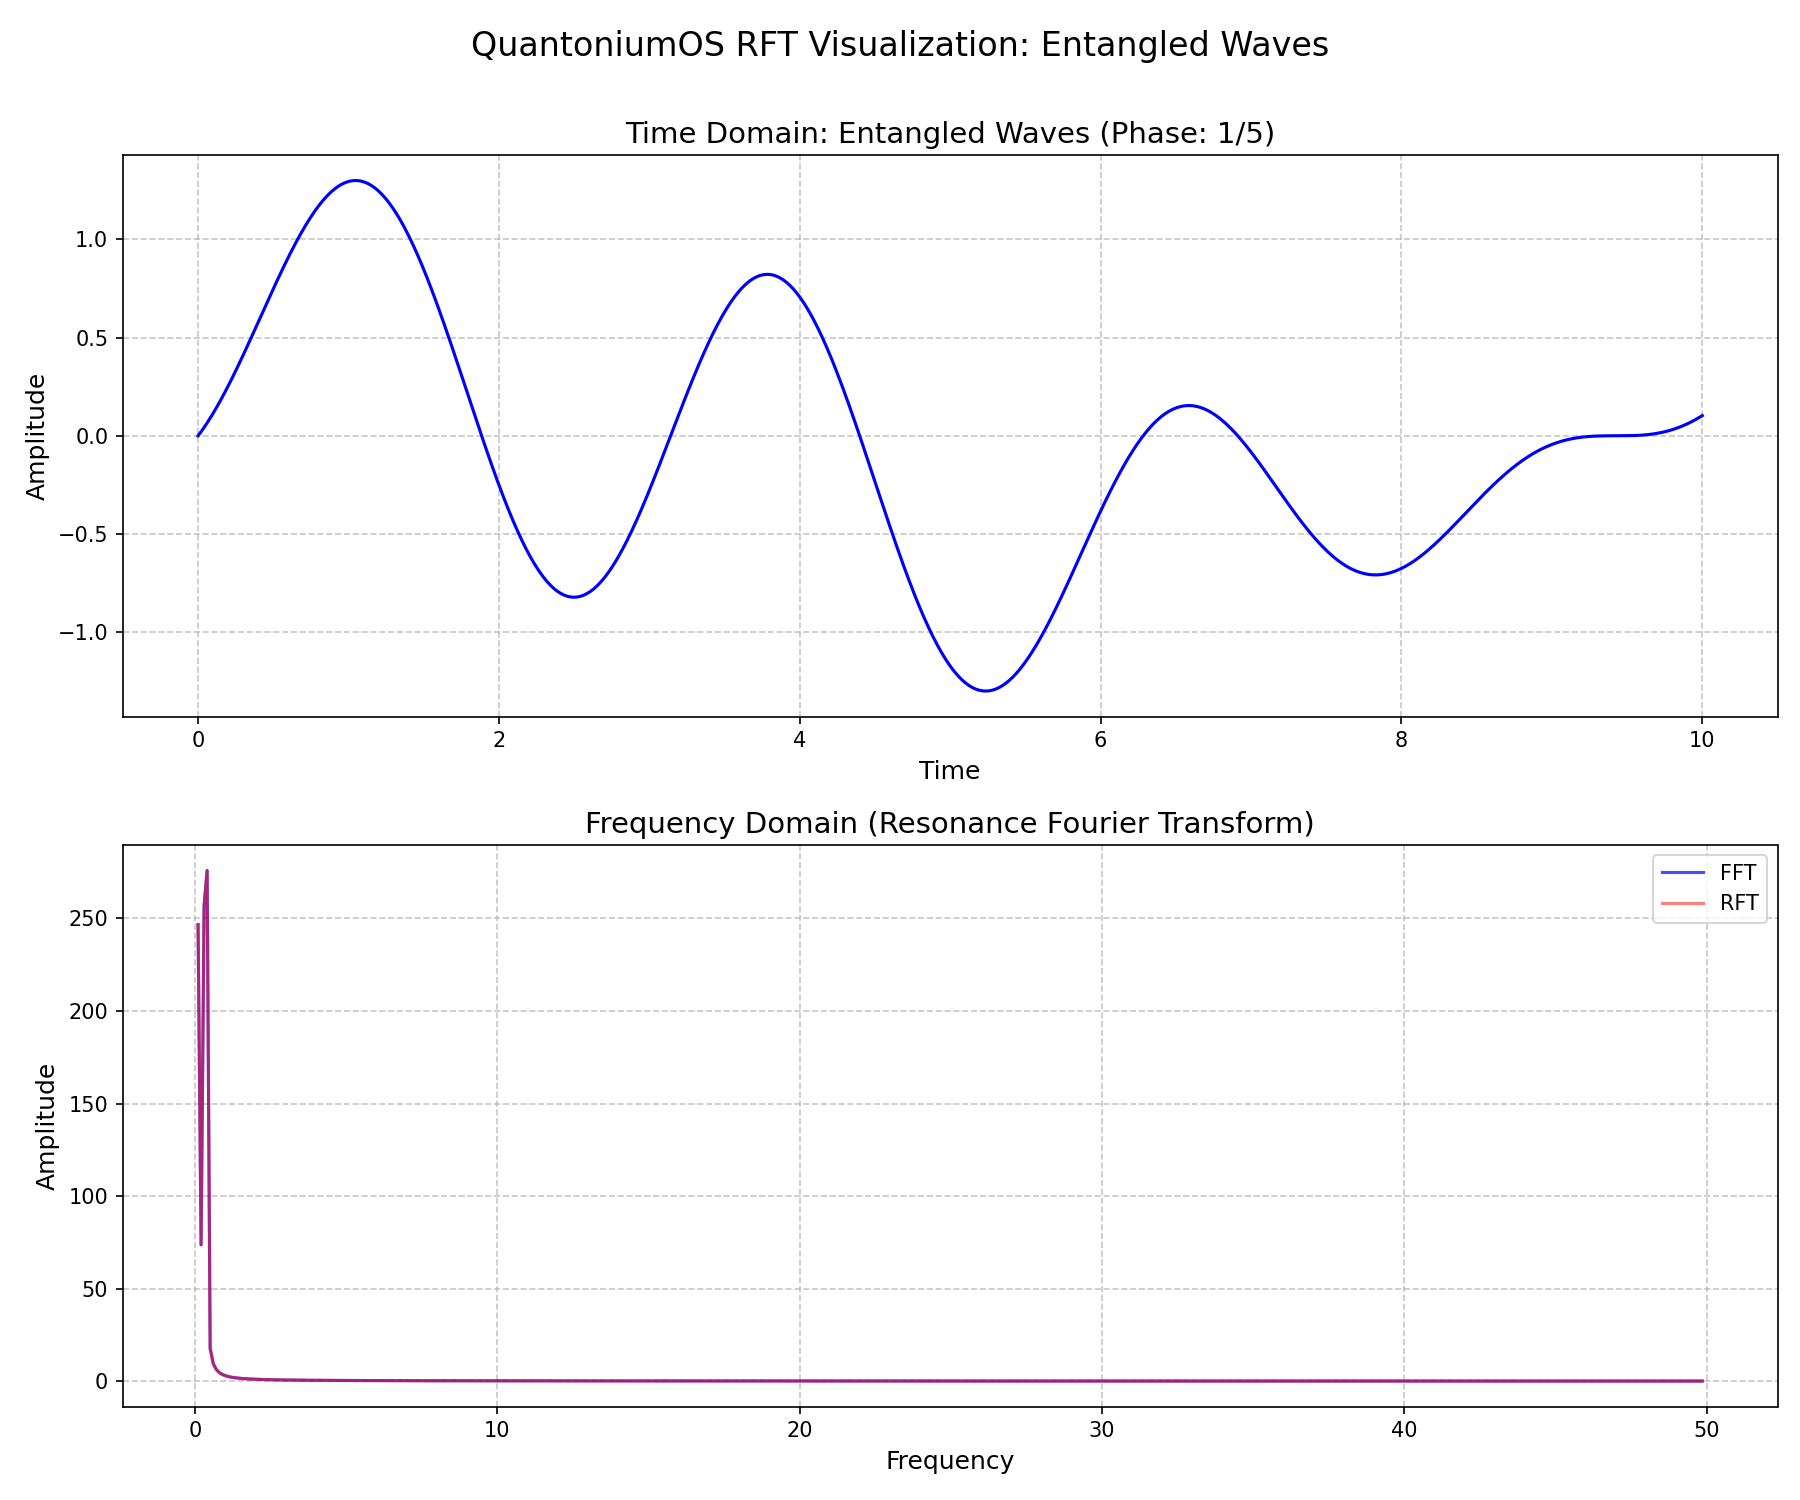 QuantoniumOS RFT Visualization: Entangled Waves
Time Domain: Entangled Waves (Phase: 1/5)
Amplitude
1.0
0.5
0.0
−0.5
−1.0
0 2 4 6 8 10
Time
Frequency Domain (Resonance Fourier Transform)
FFT
RFT
Amplitude
250
200
150
100
50
0
0 10 20 30 40 50
Frequency